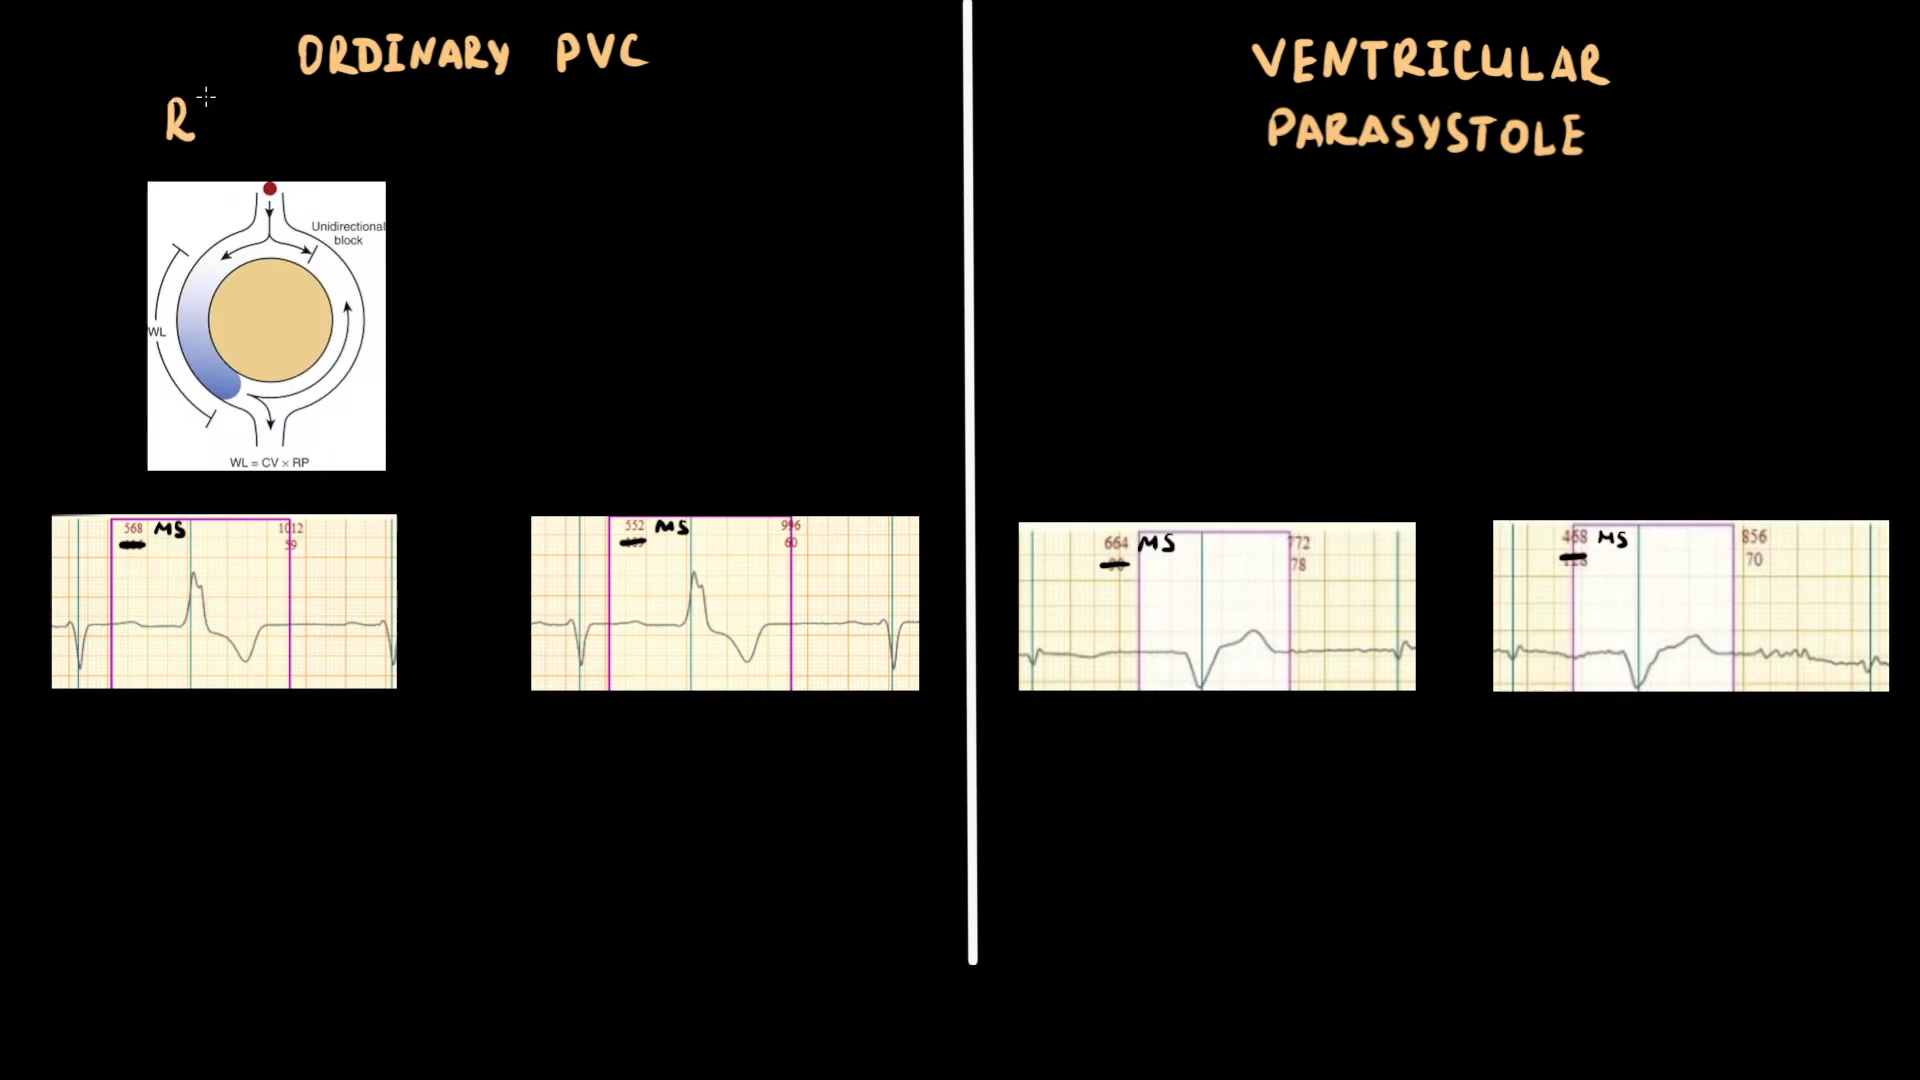 ORDINARY PVC
R
Unidirectional
block
WL
WL = CV × RP
568 MS 1012
59
552 MS 996
60
VENTRICULAR
PARASYSTOLE
664 MS 772
78
468 MS 856
70